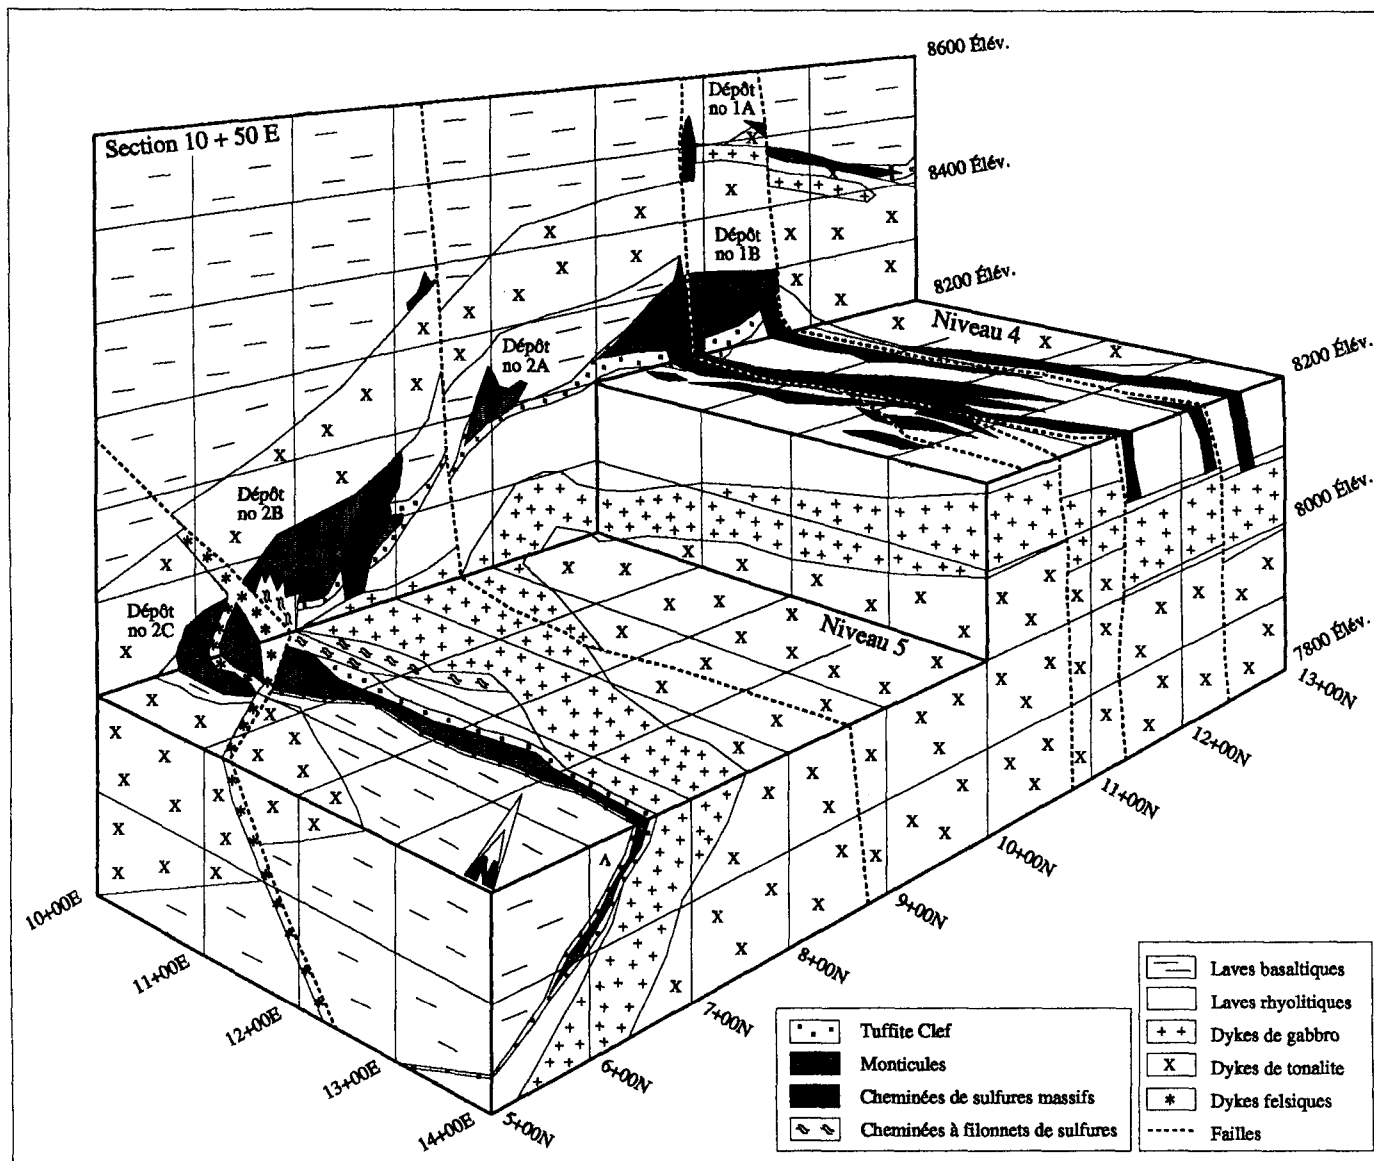 8600 Élév.
Dépôt
no 1A
Section 10 + 50 E
8400 Élév.
Dépôt
no 1B
8200 Élév.
Niveau 4
Dépôt
no 2A
8200 Élév.
Dépôt
no 2B
8000 Élév.
Dépôt
no 2C
Niveau 5
7800 Élév.
13+00N
12+00N
11+00N
10+00N
9+00N
8+00N
7+00N
6+00N
5+00N
10+00E
11+00E
12+00E
13+00E
14+00E
N
Tuffite Clef
Monticules
Cheminées de sulfures massifs
Cheminées à filonnets de sulfures
Laves basaltiques
Laves rhyolitiques
Dykes de gabbro
Dykes de tonalite
Dykes felsiques
Failles